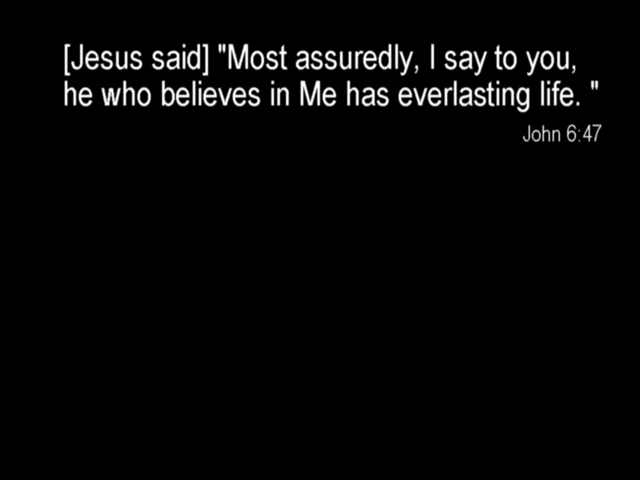 [Jesus said] "Most assuredly, I say to you,
he who believes in Me has everlasting life. "
John 6:47